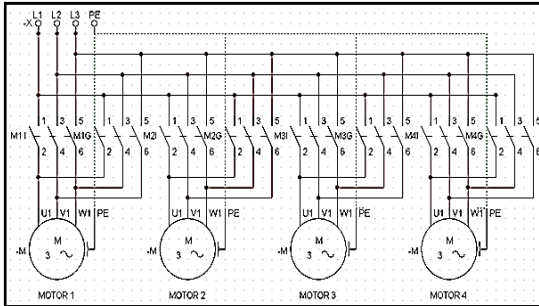 L1 L2 L3 PE
-X
1 3 5 1 3 5 1 3 5 1 3 5 1 3 5 1 3 5 1 3 5 1 3 5
M1I M1G M2I M2G M3I M3G M4I M4G
2 4 6 2 4 6 2 4 6 2 4 6 2 4 6 2 4 6 2 4 6 2 4 6
U1 V1 W1 PE U1 V1 W1 PE U1 V1 W1 PE U1 V1 W1 PE
-M M -M M -M M -M M
3 ~ 3 ~ 3 ~ 3 ~
MOTOR 1 MOTOR 2 MOTOR 3 MOTOR 4